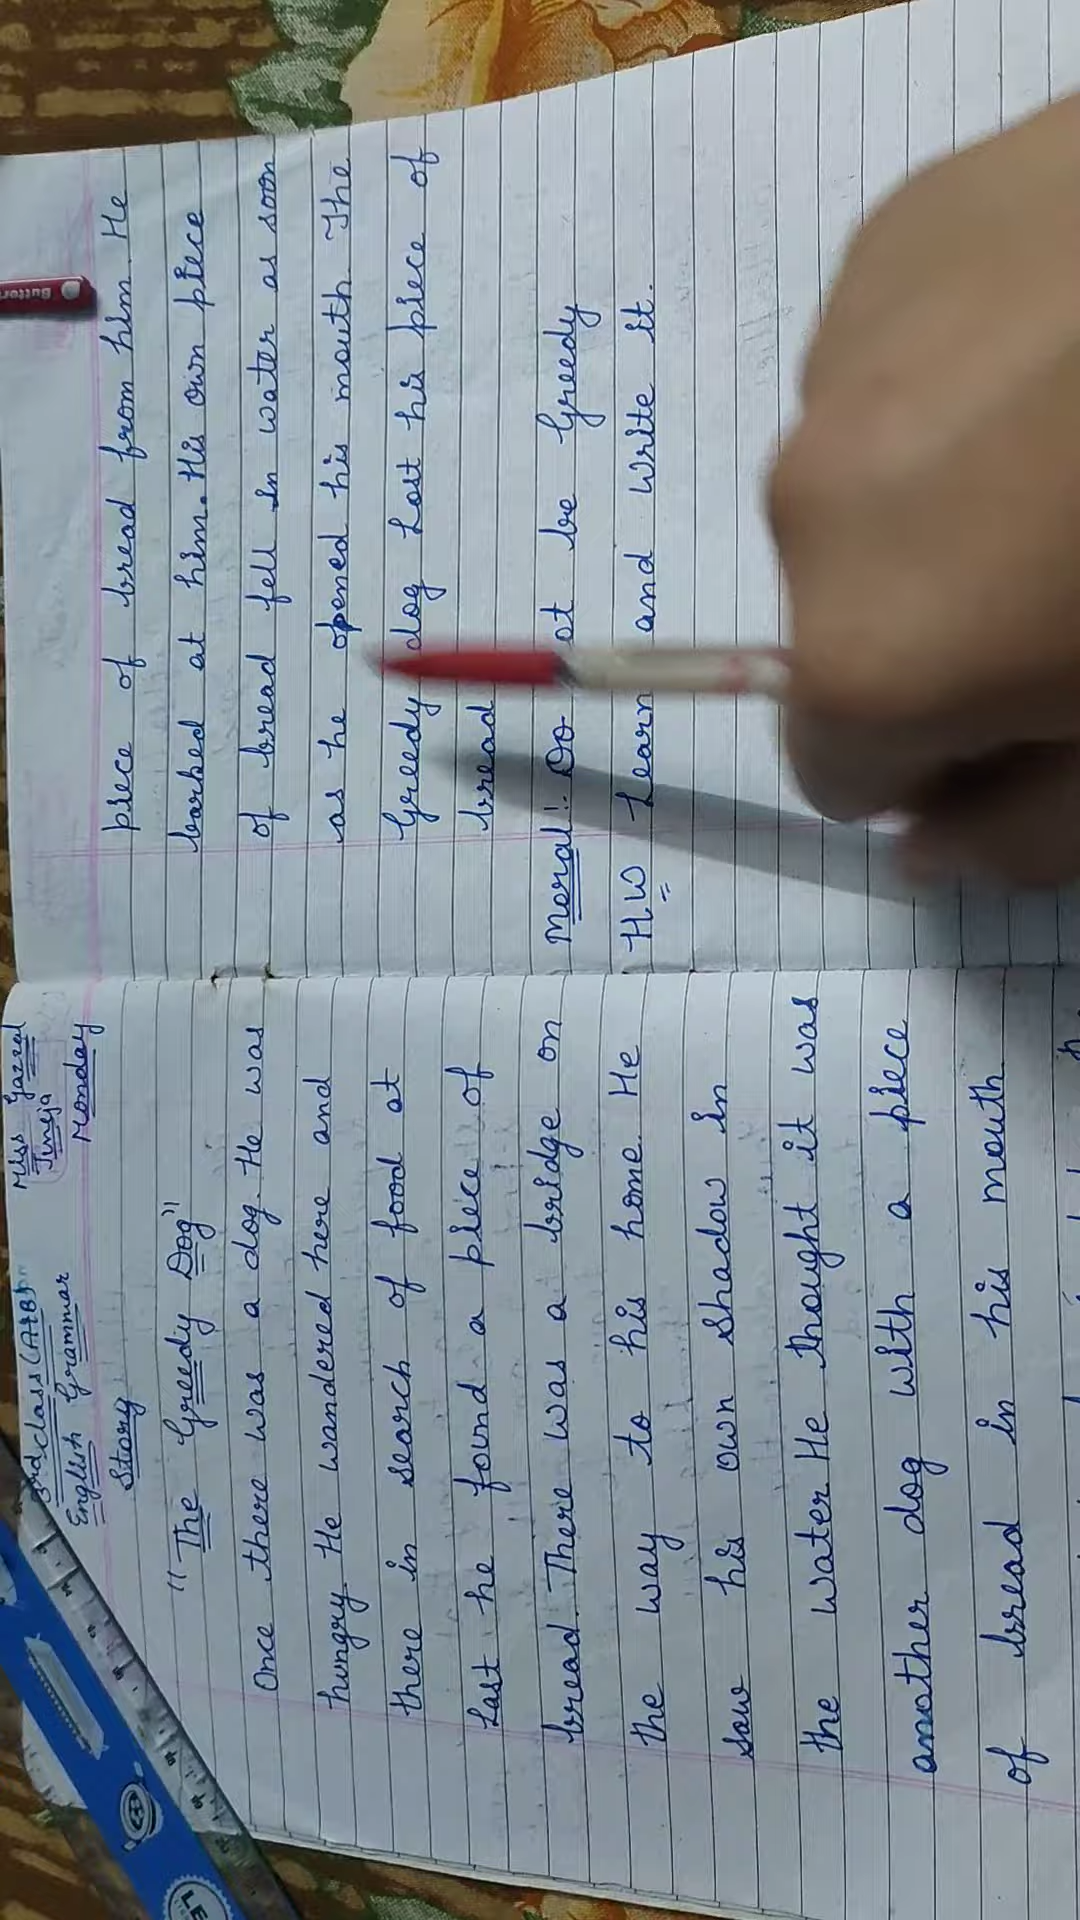 3rd class (A&B)
English Grammar
Miss Gazzal
Juneja
Monday
Story
"The Greedy Dog"
Once there was a dog. He was
hungry He wandered here and
there in search of food at
Last he found a piece of
bread. There was a bridge on
the way to his home. He
saw his own shadow in
the water. He thought it was
another dog with a piece
of bread in his mouth
piece of bread from him. He
barked at him. His own piece
of bread fell in water as soon
as he opened his mouth. The
Greedy dog Lost his piece of
bread
Moral:- Do be Greedy
HW Learn and write it.